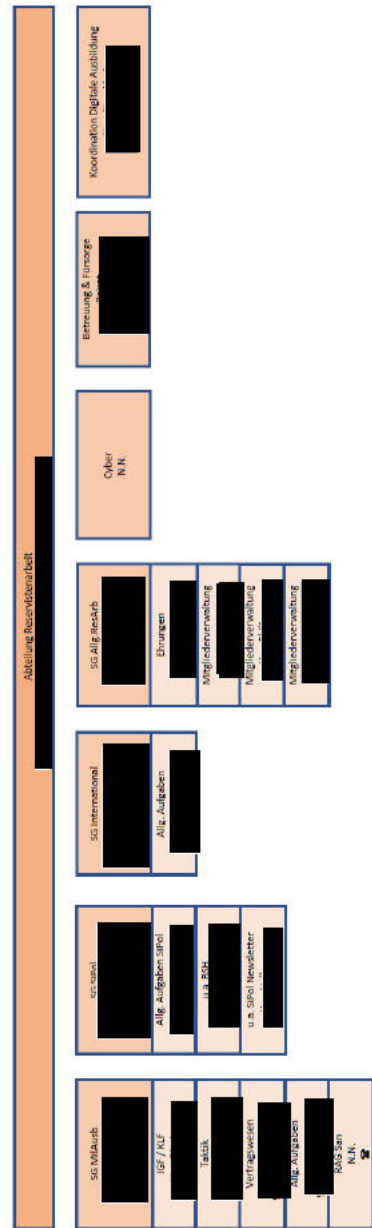 Abteilung Reservistenarbeit
SG MilAusb
IGF / KLF
Taktik
Vertragswesen
Allg. Aufgaben
RAG San
N.N.
SG SiPol
Allg. Aufgaben SiPol
u.a. BSH
u.a. SiPol Newsletter
SG International
Allg. Aufgaben
SG Allg.ResArb
Ehrungen
Mitgliederverwaltung
Mitgliederverwaltung
Mitgliederverwaltung
Cyber
N.N.
Betreuung & Fürsorge
Koordination Digitale Ausbildung